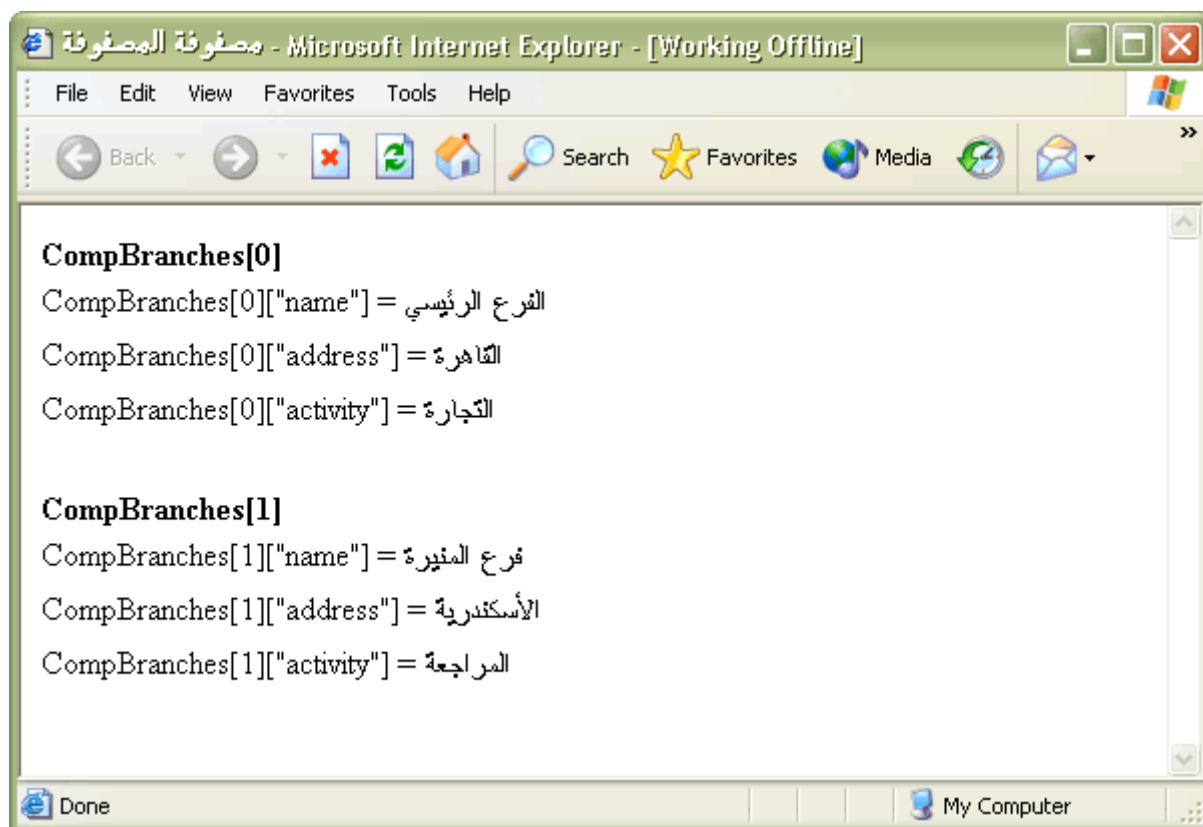 مصفوفة المصفوفة - Microsoft Internet Explorer - [Working Offline]
File Edit View Favorites Tools Help
Back Search Favorites Media »
CompBranches[0]
CompBranches[0]["name"] = الفرع الرئيسي
CompBranches[0]["address"] = القاهرة
CompBranches[0]["activity"] = التجارة
CompBranches[1]
CompBranches[1]["name"] = فرع المنيرة
CompBranches[1]["address"] = الأسكندرية
CompBranches[1]["activity"] = المراجعة
Done My Computer